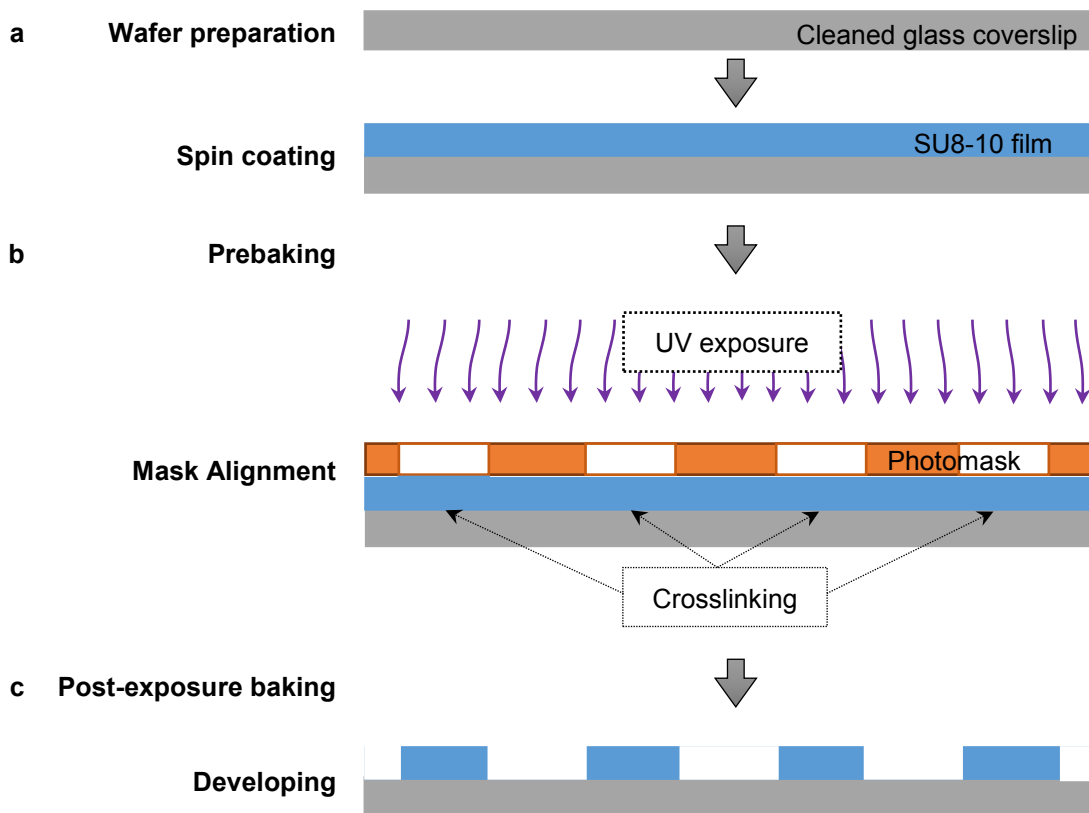 a Wafer preparation Cleaned glass coverslip
Spin coating SU8-10 film
b Prebaking
UV exposure
Mask Alignment Photomask
Crosslinking
c Post-exposure baking
Developing